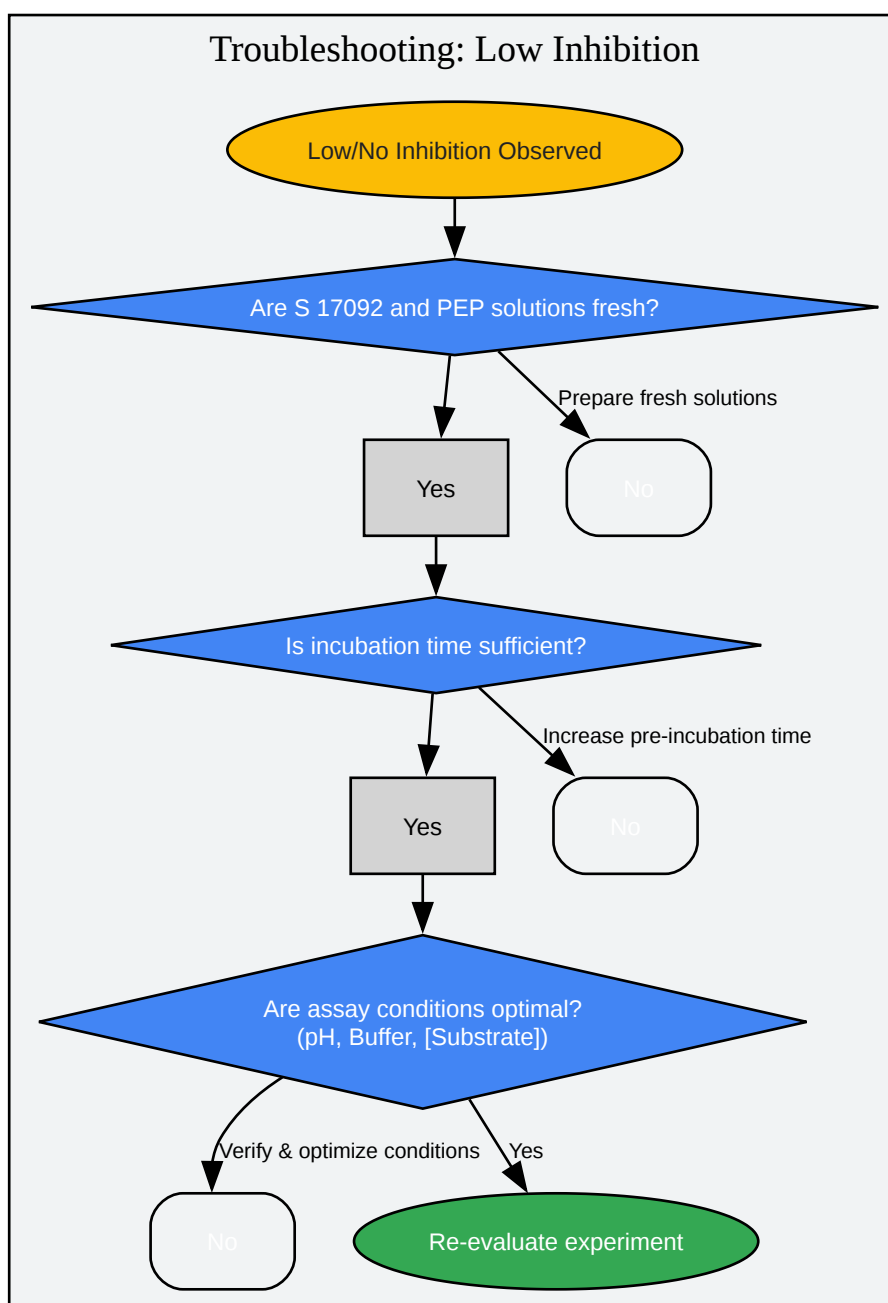 Troubleshooting: Low Inhibition
Low/No Inhibition Observed
Are S 17092 and PEP solutions fresh?
Prepare fresh solutions
Yes
No
Is incubation time sufficient?
Increase pre-incubation time
Yes
No
Are assay conditions optimal?
(pH, Buffer, [Substrate])
Verify & optimize conditions
Yes
No
Re-evaluate experiment